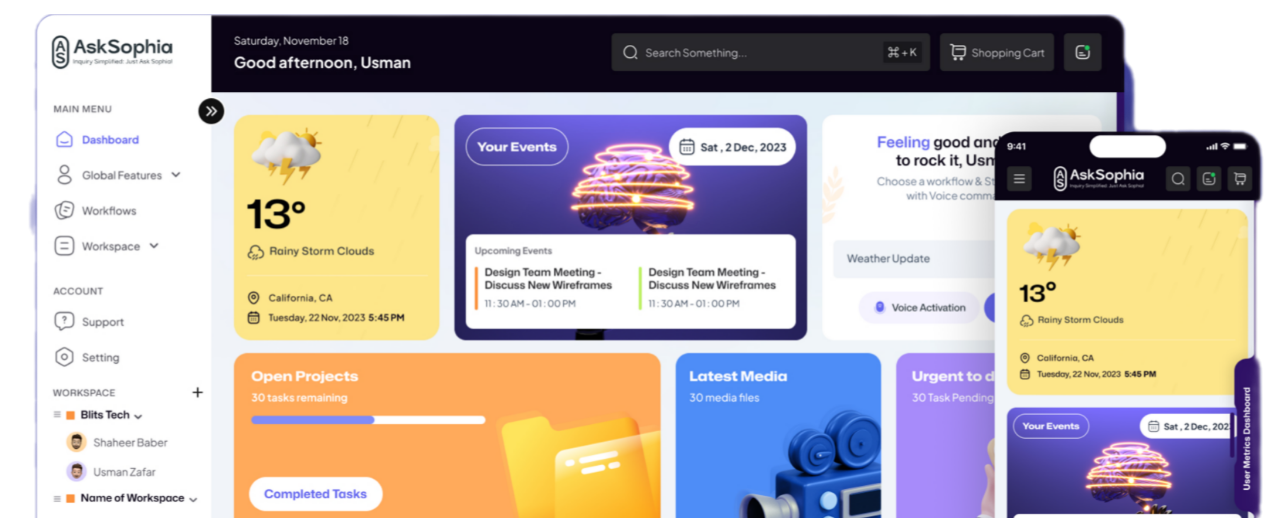 AskSophia
Inquiry Simplified: Just Ask Sophia!
MAIN MENU
Dashboard
Global Features
Workflows
Workspace
ACCOUNT
Support
Setting
WORKSPACE
Blits Tech
Shaheer Baber
Usman Zafar
Name of Workspace
Saturday, November 18
Good afternoon, Usman
Search Something...
⌘+K
Shopping Cart
13°
Rainy Storm Clouds
California, CA
Tuesday, 22 Nov, 2023 5:45 PM
Your Events
Sat , 2 Dec, 2023
Upcoming Events
Design Team Meeting -
Discuss New Wireframes
11 : 30 AM - 01 : 00 PM
Design Team Meeting -
Discuss New Wireframes
11 : 30 AM - 01 : 00 PM
Feeling good and
to rock it, Usm
Choose a workflow & St
with Voice comma
Weather Update
Voice Activation
Open Projects
30 tasks remaining
Completed Tasks
Latest Media
30 media files
Urgent to d
30 Task Pending
9:41
AskSophia
Inquiry Simplified: Just Ask Sophia!
13°
Rainy Storm Clouds
California, CA
Tuesday, 22 Nov, 2023 5:45 PM
Your Events
Sat , 2 Dec, 202
User Metrics Dashboard